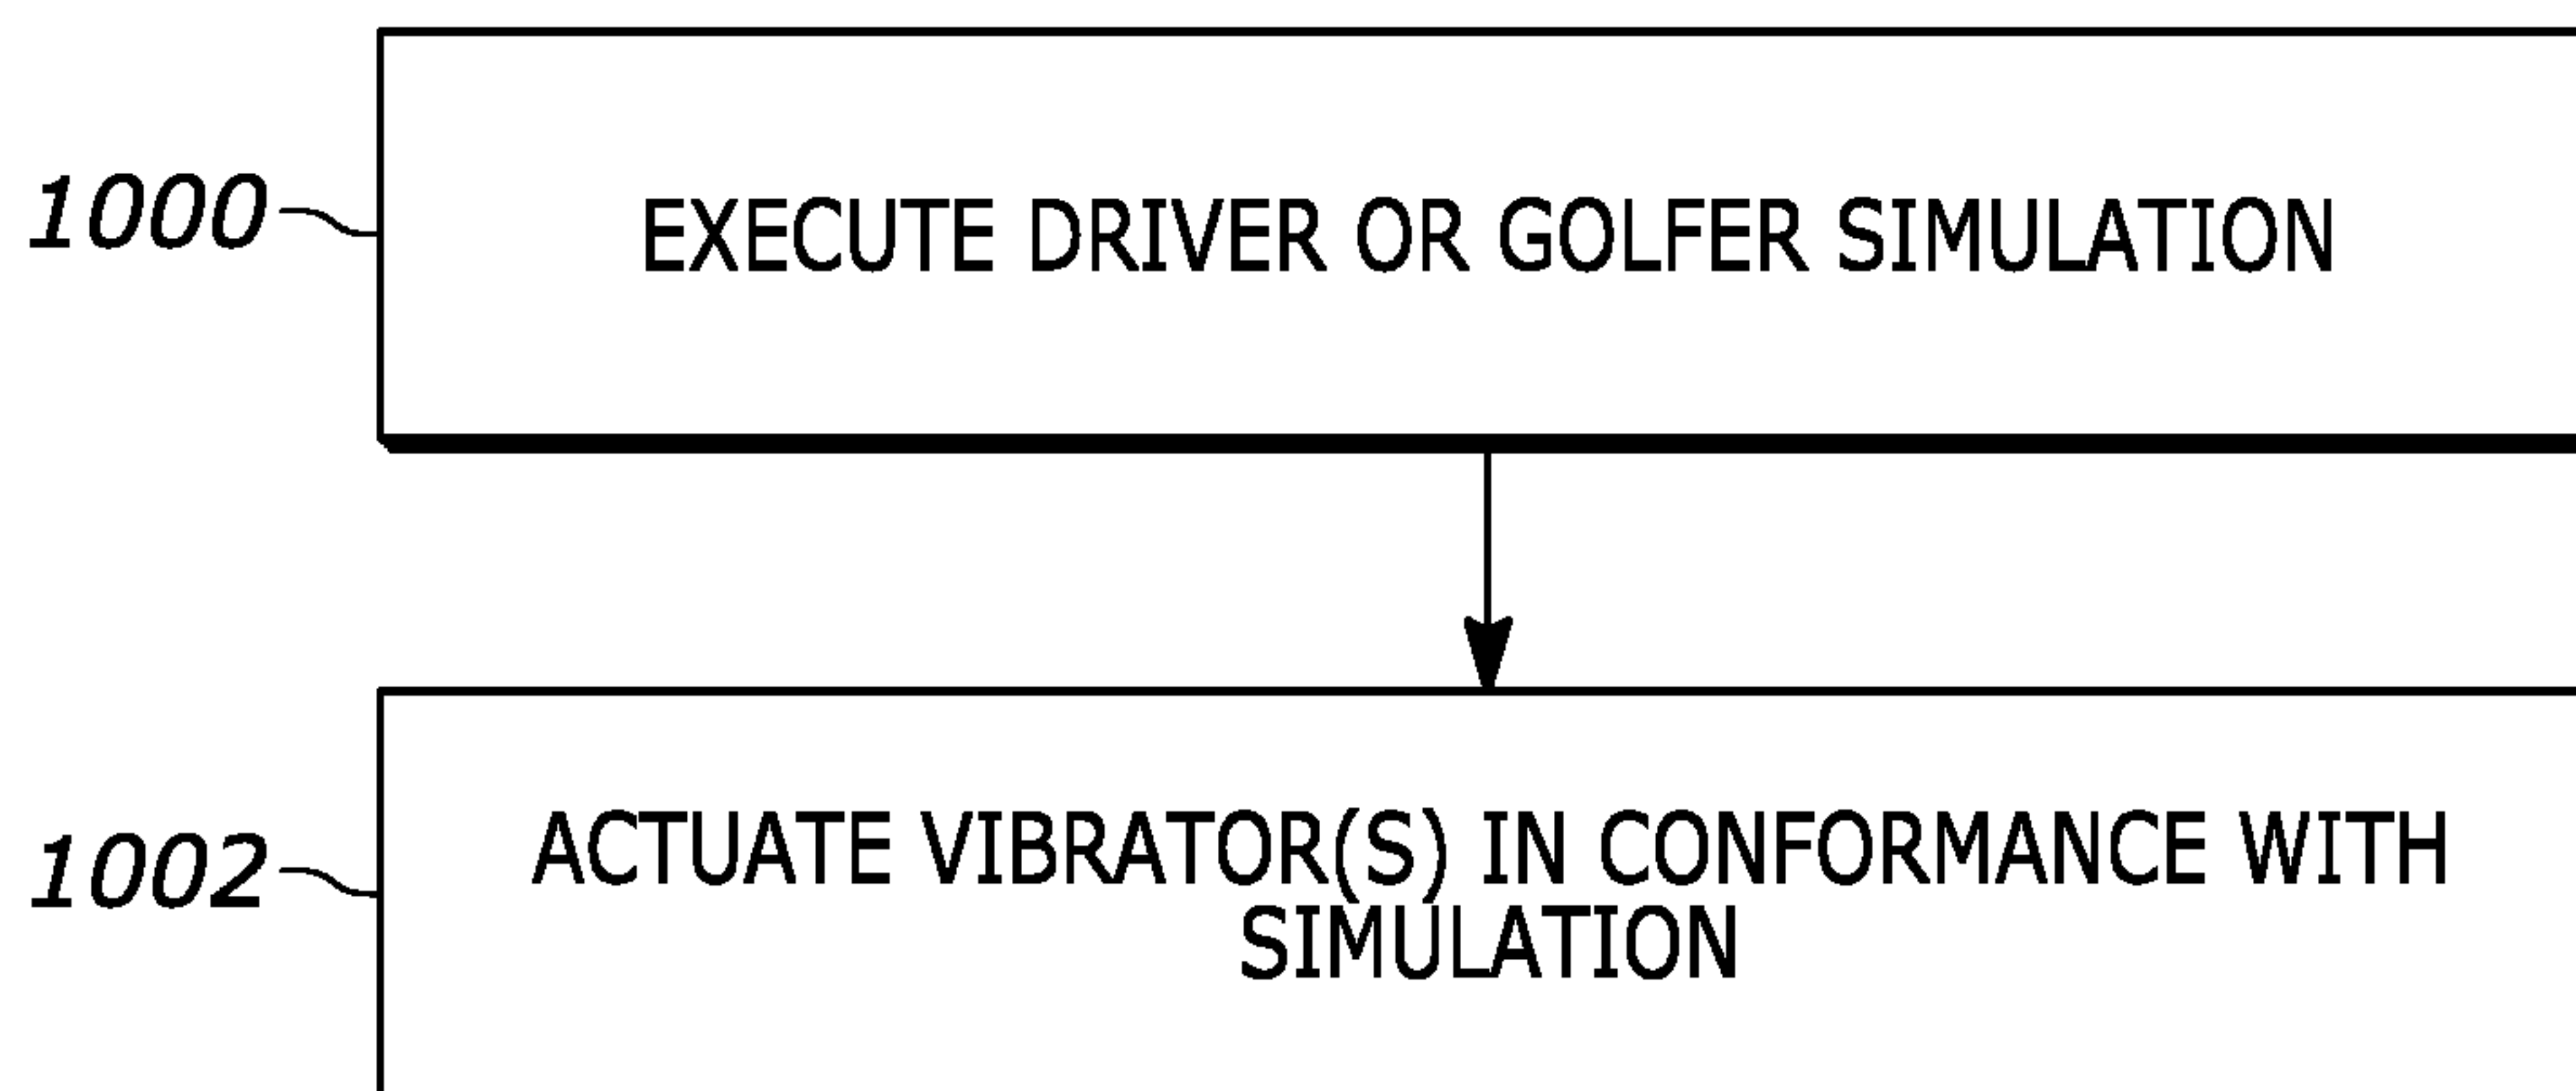 1000
EXECUTE DRIVER OR GOLFER SIMULATION
1002
ACTUATE VIBRATOR(S) IN CONFORMANCE WITH
SIMULATION